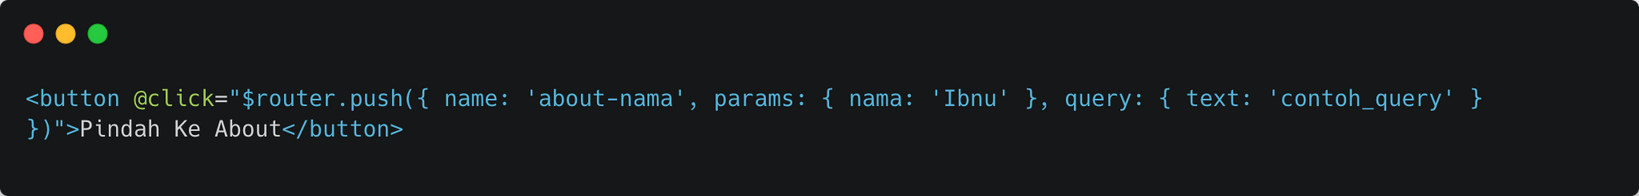 <button @click="$router.push({ name: 'about-nama', params: { nama: 'Ibnu' }, query: { text: 'contoh_query' }
})">Pindah Ke About</button>